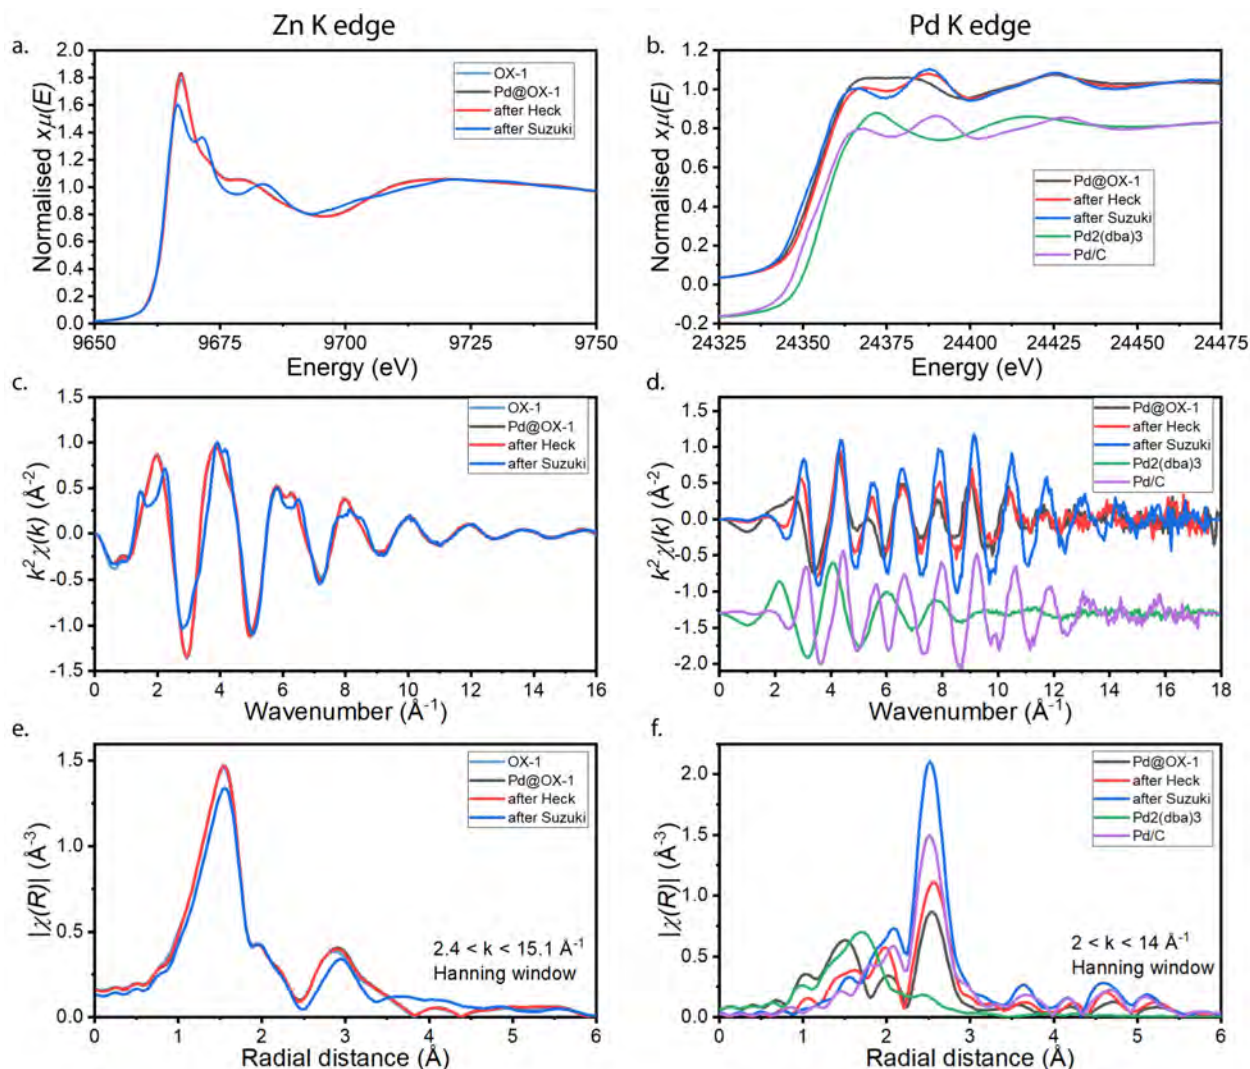 Zn K edge
Pd K edge
a.
2.0
1.8
1.6
1.4
1.2
1.0
0.8
0.6
0.4
0.2
0.0
Normalised xμ(E)
OX-1
Pd@OX-1
after Heck
after Suzuki
9650
9675
9700
9725
9750
Energy (eV)
b.
1.2
1.0
0.8
0.6
0.4
0.2
0.0
-0.2
Normalised xμ(E)
Pd@OX-1
after Heck
after Suzuki
Pd2(dba)3
Pd/C
24325
24350
24375
24400
24425
24450
24475
Energy (eV)
c.
1.5
1.0
0.5
0.0
-0.5
-1.0
-1.5
k²χ(k) (Å⁻²)
OX-1
Pd@OX-1
after Heck
after Suzuki
0
2
4
6
8
10
12
14
16
Wavenumber (Å⁻¹)
d.
1.5
1.0
0.5
0.0
-0.5
-1.0
-1.5
-2.0
k²χ(k) (Å⁻²)
Pd@OX-1
after Heck
after Suzuki
Pd2(dba)3
Pd/C
0
2
4
6
8
10
12
14
16
18
Wavenumber (Å⁻¹)
e.
1.5
1.0
0.5
0.0
|χ(R)| (Å⁻³)
OX-1
Pd@OX-1
after Heck
after Suzuki
2.4 < k < 15.1 Å⁻¹
Hanning window
0
1
2
3
4
5
6
Radial distance (Å)
f.
2.0
1.5
1.0
0.5
0.0
|χ(R)| (Å⁻³)
Pd@OX-1
after Heck
after Suzuki
Pd2(dba)3
Pd/C
2 < k < 14 Å⁻¹
Hanning window
0
1
2
3
4
5
6
Radial distance (Å)